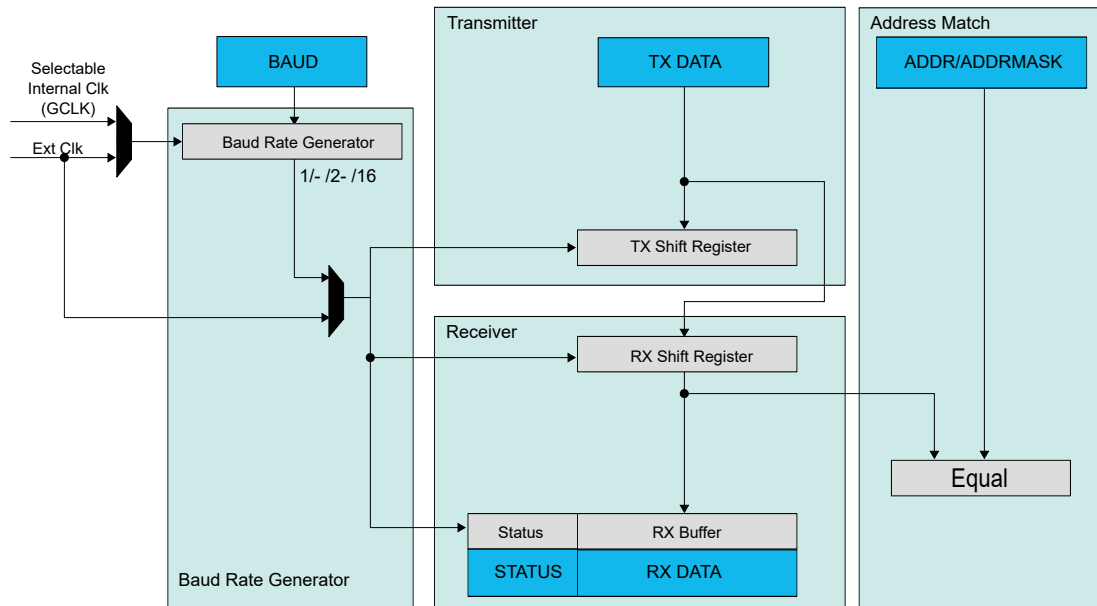 Transmitter
Address Match
BAUD
TX DATA
ADDR/ADDRMASK
Selectable
Internal Clk
(GCLK)
Ext Clk
Baud Rate Generator
1/- /2- /16
TX Shift Register
Receiver
RX Shift Register
Equal
Status
RX Buffer
STATUS
RX DATA
Baud Rate Generator